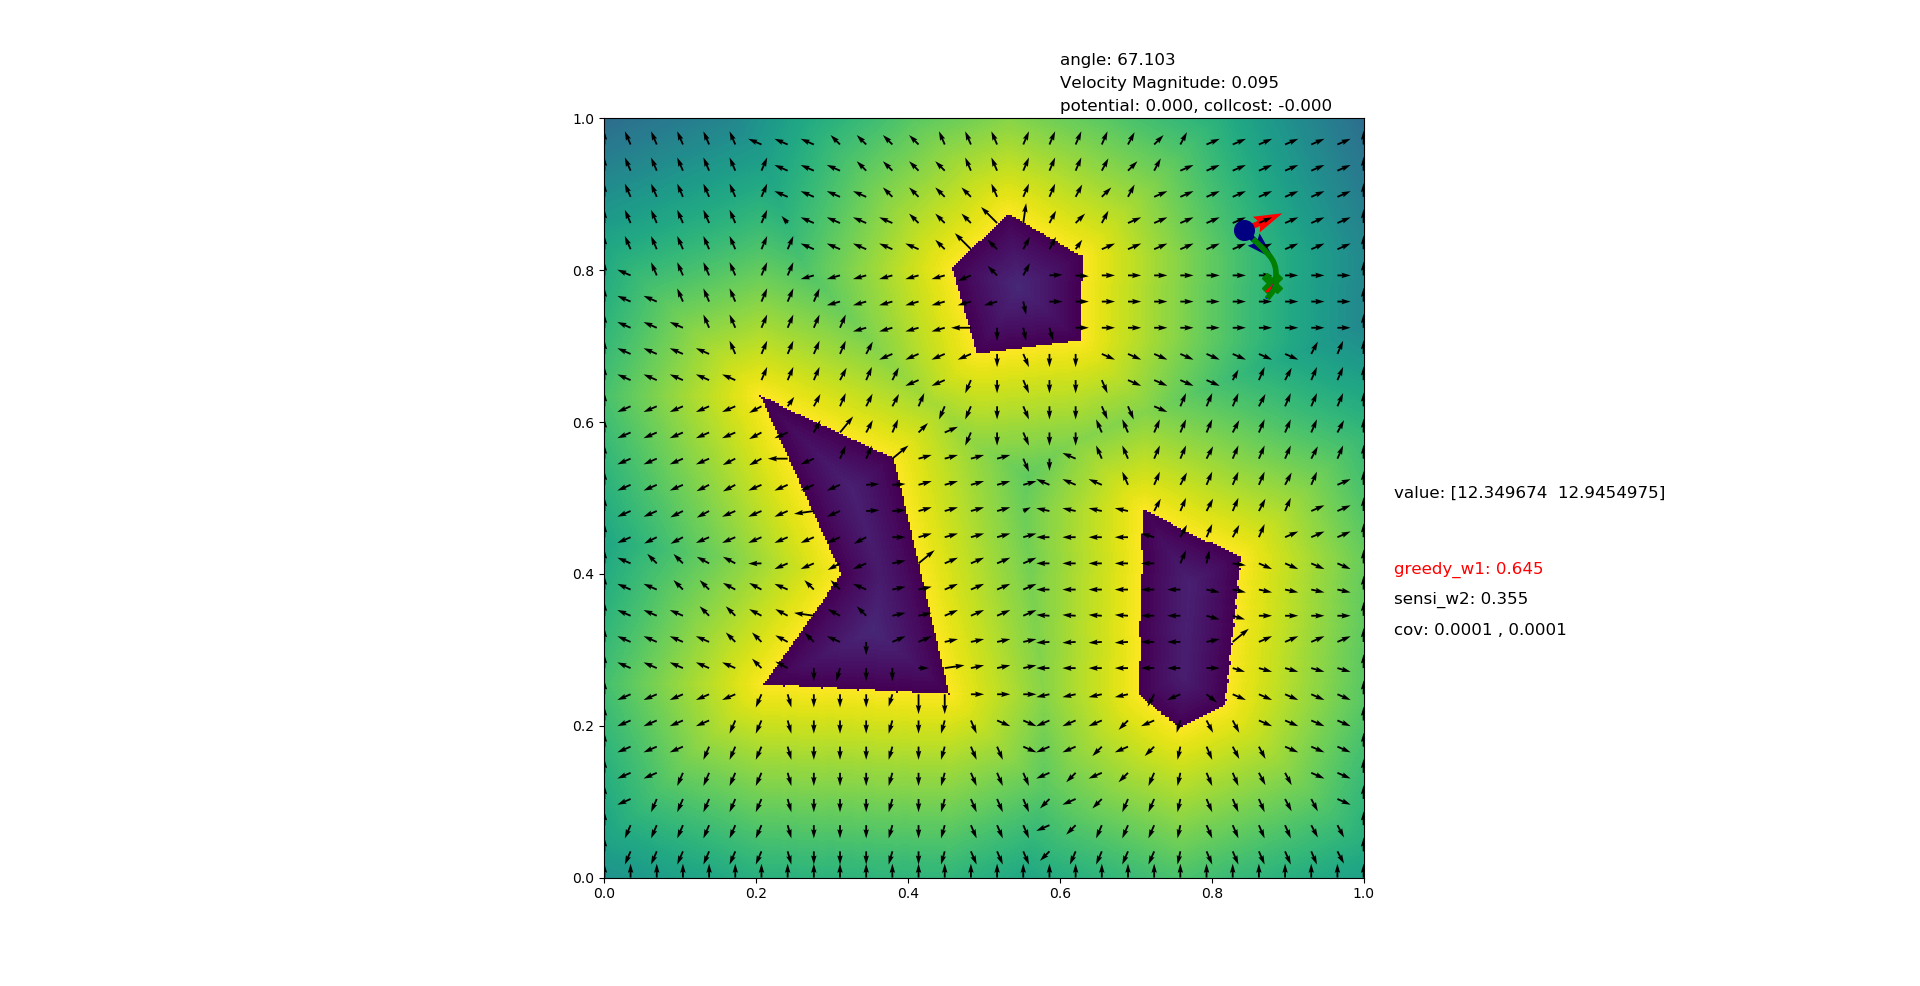 angle: 67.103
Velocity Magnitude: 0.095
potential: 0.000, collcost: -0.000
1.0
0.8
0.6
0.4
0.2
0.0
0.0 0.2 0.4 0.6 0.8 1.0
value: [12.349674  12.9454975]
greedy_w1: 0.645
sensi_w2: 0.355
cov: 0.0001 , 0.0001